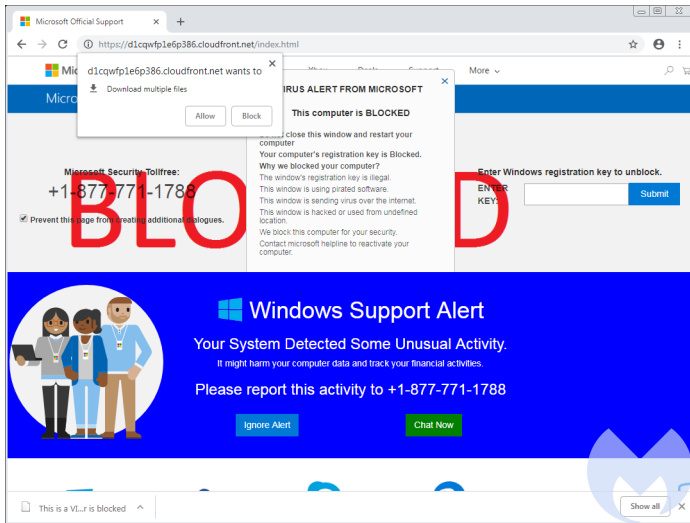 Microsoft Official Support
https://d1cqwfp1e6p386.cloudfront.net/index.html
d1cqwfp1e6p386.cloudfront.net wants to
Download multiple files
Allow Block
Support More
VIRUS ALERT FROM MICROSOFT
This computer is BLOCKED
close this window and restart your
computer
Your computer's registration key is Blocked.
Why we blocked your computer?
The window's registration key is illegal.
This window is using pirated software.
This window is sending virus over the internet.
This window is hacked or used from undefined
location.
We block this computer for your security.
Contact microsoft helpline to reactivate your
computer.
Microsoft Security Tollfree:
+1-877-771-1788
Prevent this page from creating additional dialogues.
BLO D
Enter Windows registration key to unblock.
ENTER
KEY:
Submit
Windows Support Alert
Your System Detected Some Unusual Activity.
It might harm your computer data and track your financial activities.
Please report this activity to +1-877-771-1788
Ignore Alert Chat Now
This is a VI...r is blocked
Show all